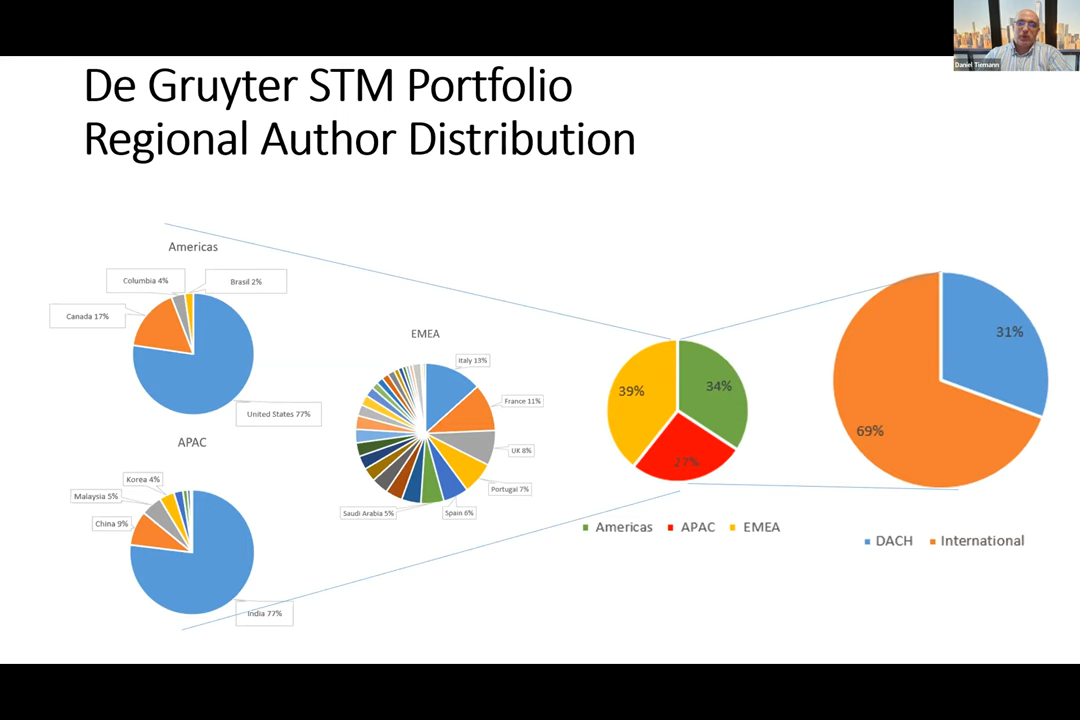 Daniel Tiemann
De Gruyter STM Portfolio
Regional Author Distribution
Americas
Columbia 4%
Brasil 2%
Canada 17%
United States 77%
APAC
Korea 4%
Malaysia 5%
China 9%
India 77%
EMEA
Italy 13%
France 11%
UK 8%
Portugal 7%
Spain 6%
Saudi Arabia 5%
39%
34%
27%
Americas APAC EMEA
31%
69%
DACH International